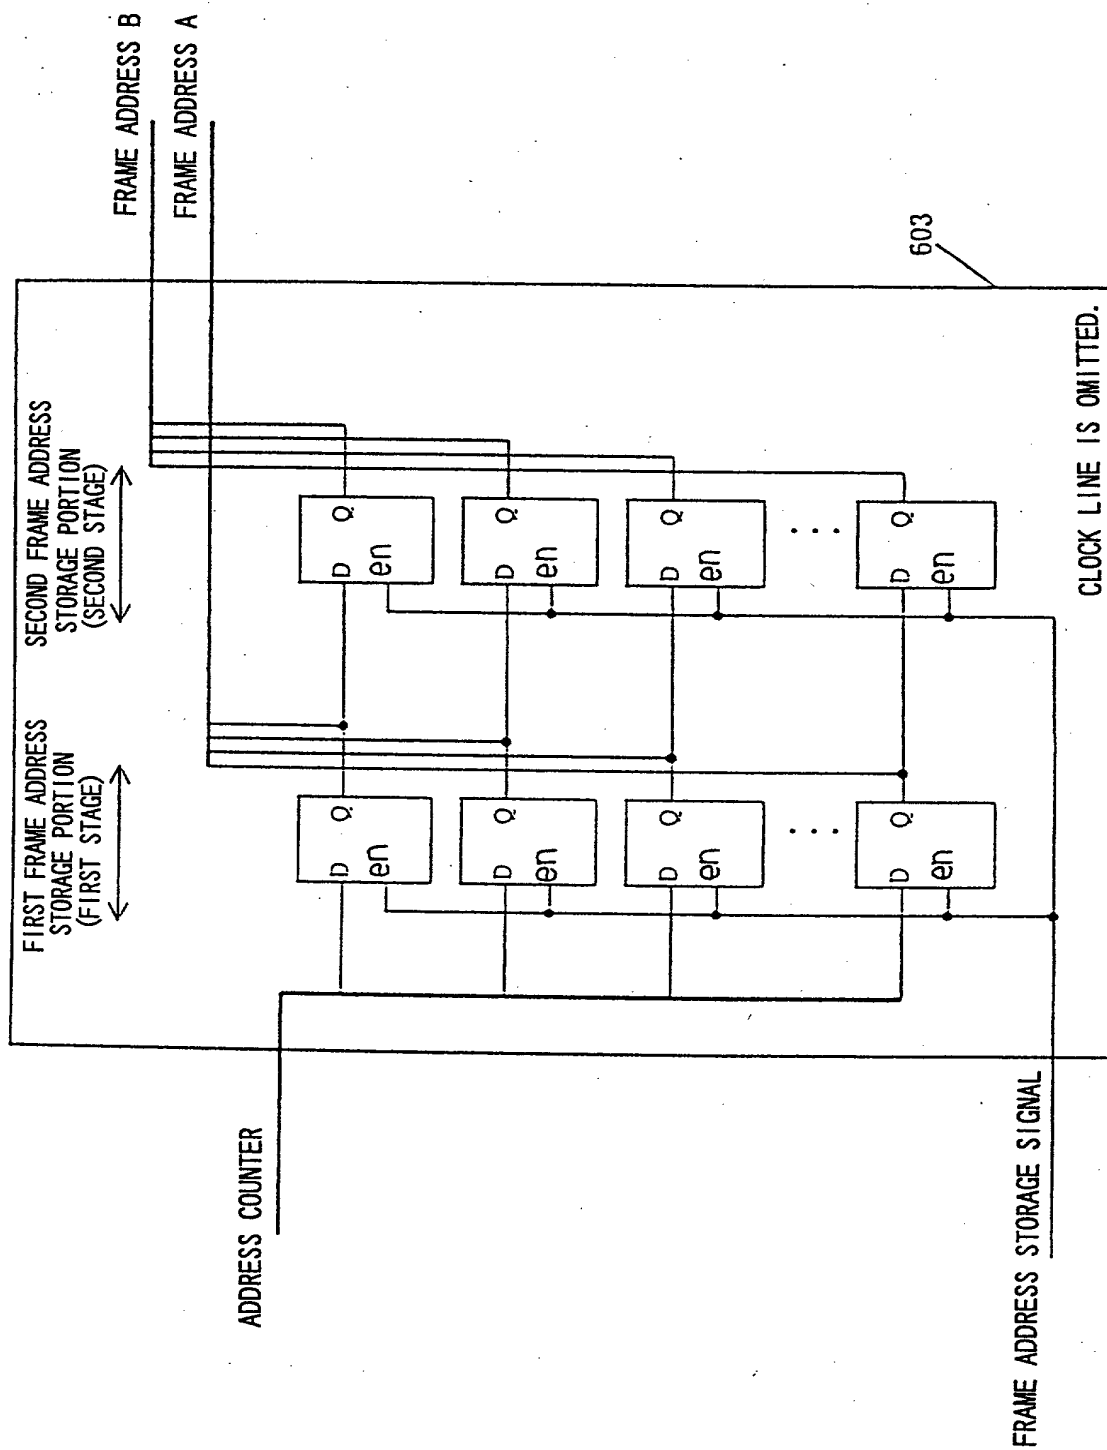 FIRST FRAME ADDRESS
STORAGE PORTION
(FIRST STAGE)
SECOND FRAME ADDRESS
STORAGE PORTION
(SECOND STAGE)
FRAME ADDRESS B
FRAME ADDRESS A
ADDRESS COUNTER
D Q
en
D Q
en
D Q
en
D Q
en
D Q
en
D Q
en
...
...
D Q
en
D Q
en
603
FRAME ADDRESS STORAGE SIGNAL
CLOCK LINE IS OMITTED.